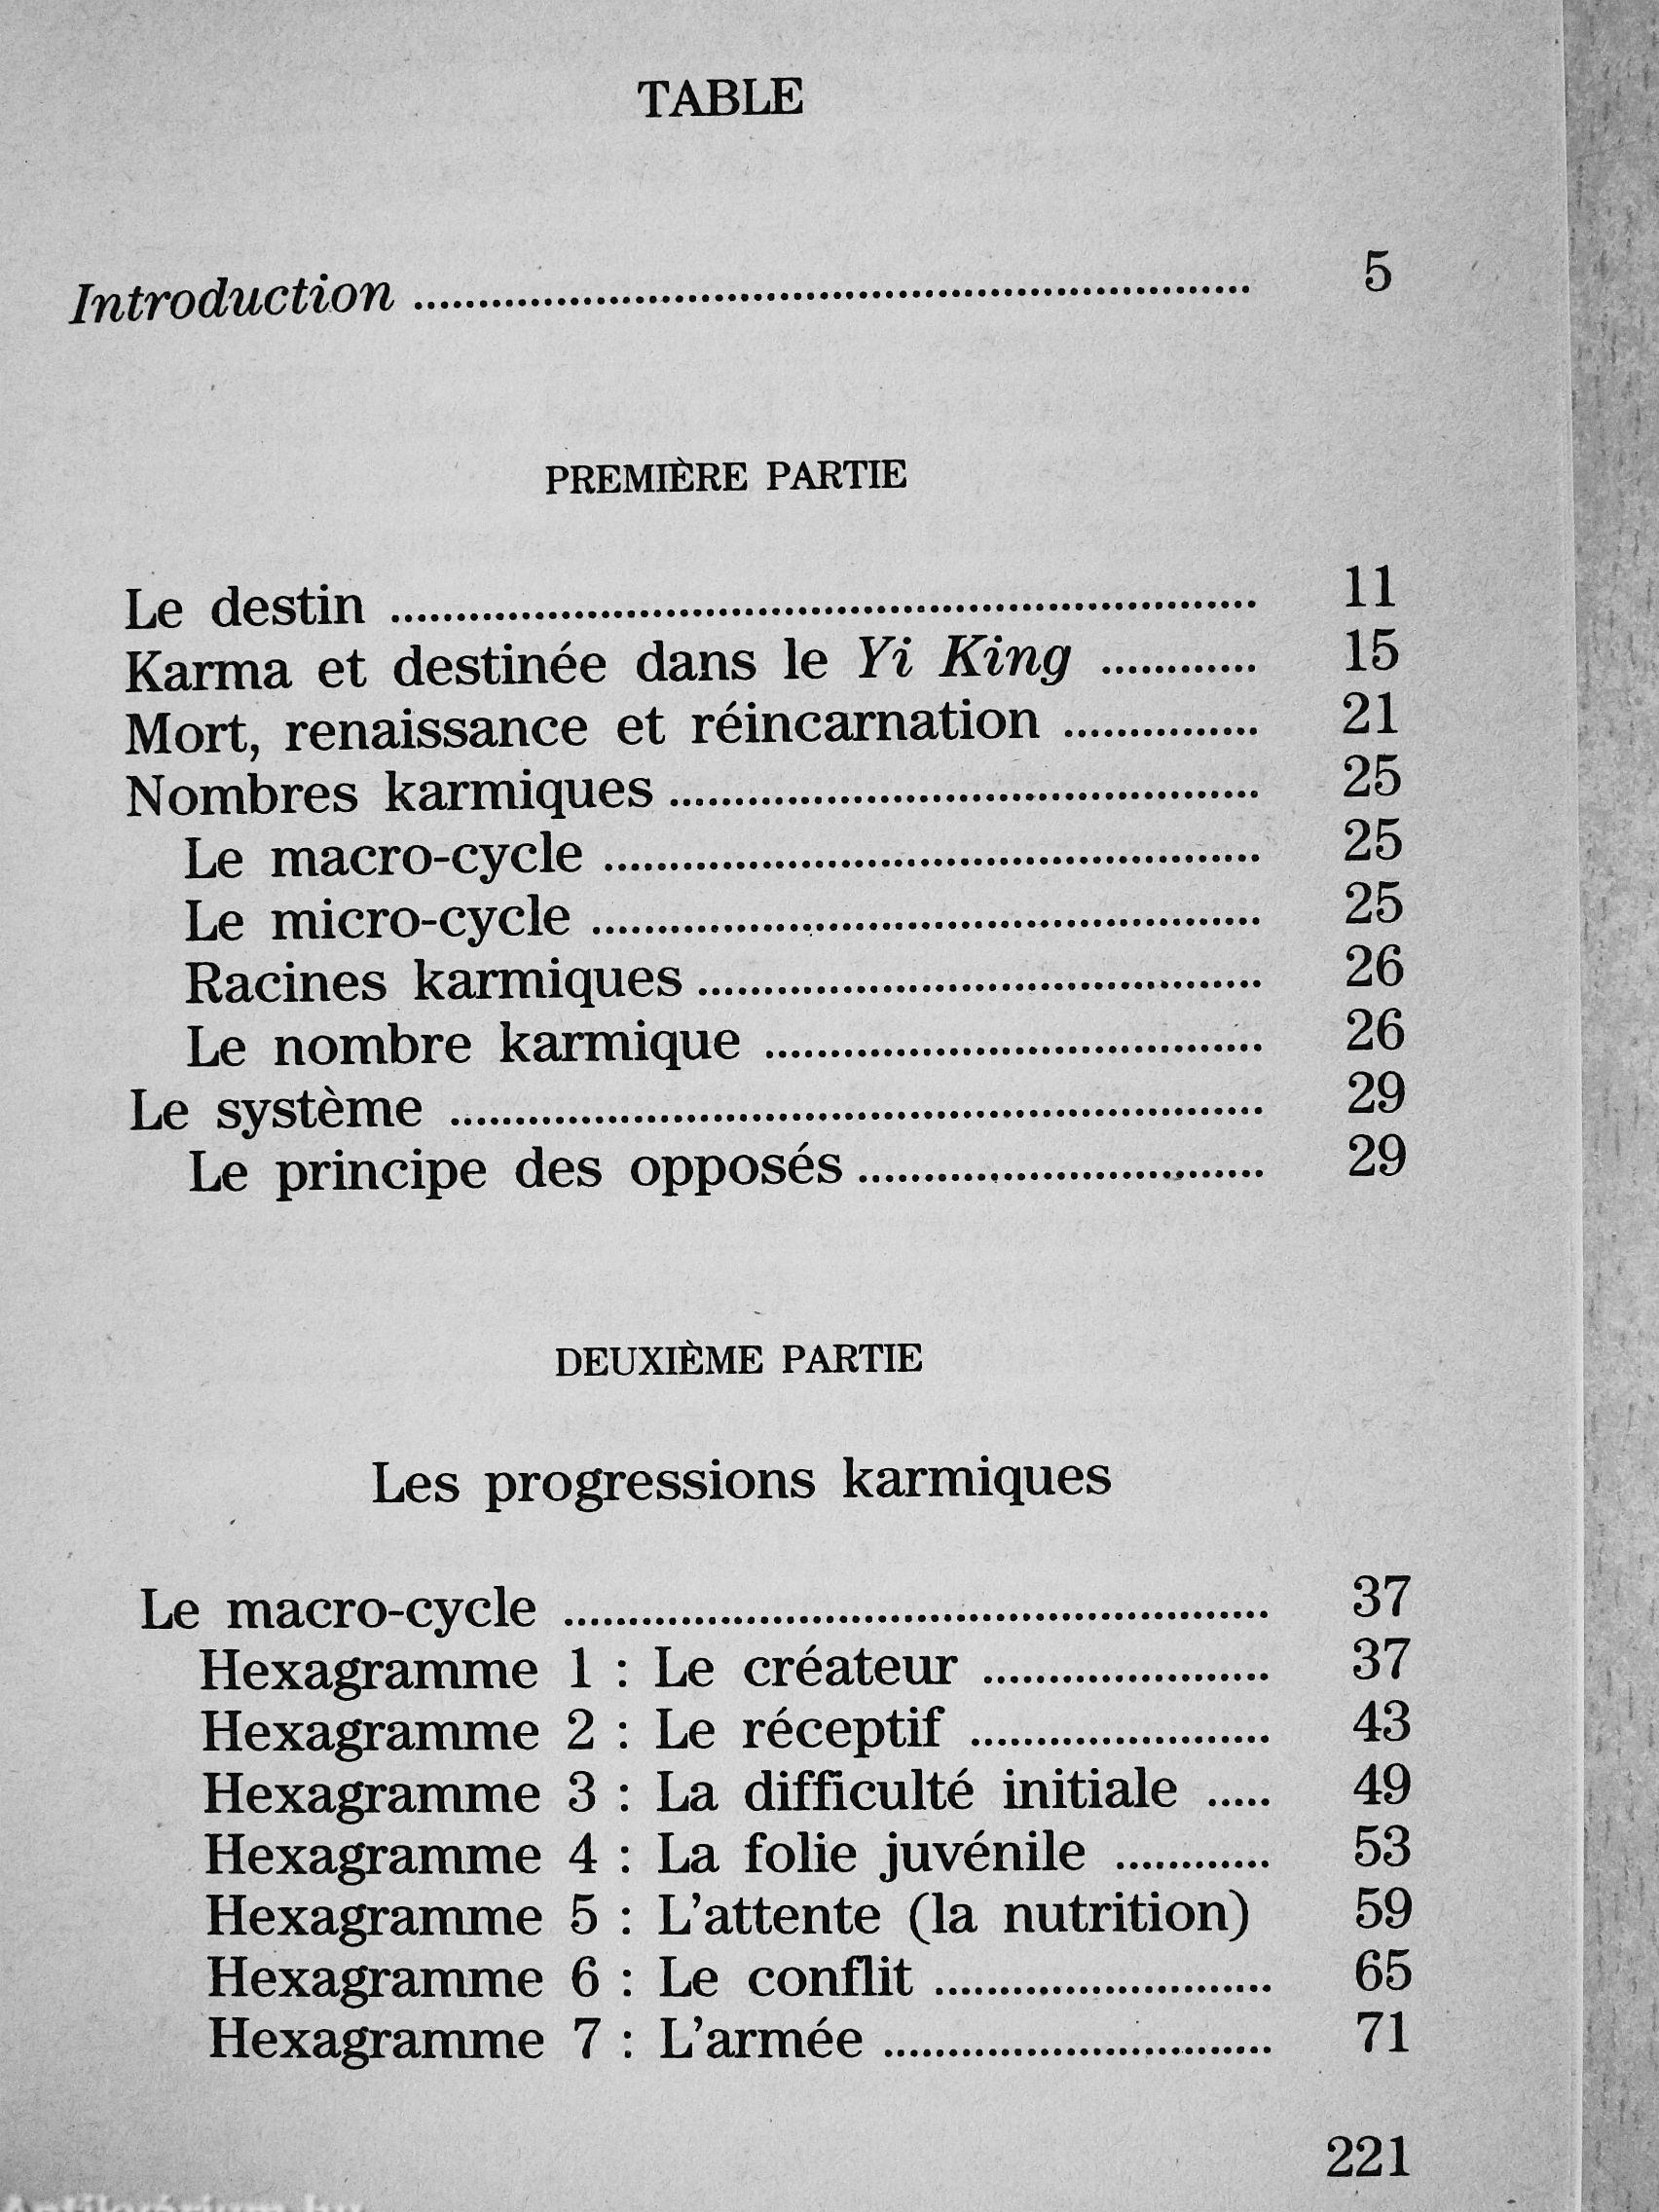 TABLE
Introduction ........ 5
PREMIÈRE PARTIE
Le destin ........ 11
Karma et destinée dans le Yi King ........ 15
Mort, renaissance et réincarnation ........ 21
Nombres karmiques ........ 25
Le macro-cycle ........ 25
Le micro-cycle ........ 25
Racines karmiques ........ 26
Le nombre karmique ........ 26
Le système ........ 29
Le principe des opposés ........ 29
DEUXIÈME PARTIE
Les progressions karmiques
Le macro-cycle ........ 37
Hexagramme 1 : Le créateur ........ 37
Hexagramme 2 : Le réceptif ........ 43
Hexagramme 3 : La difficulté initiale ..... 49
Hexagramme 4 : La folie juvénile ........ 53
Hexagramme 5 : L'attente (la nutrition) 59
Hexagramme 6 : Le conflit ........ 65
Hexagramme 7 : L'armée ........ 71
221